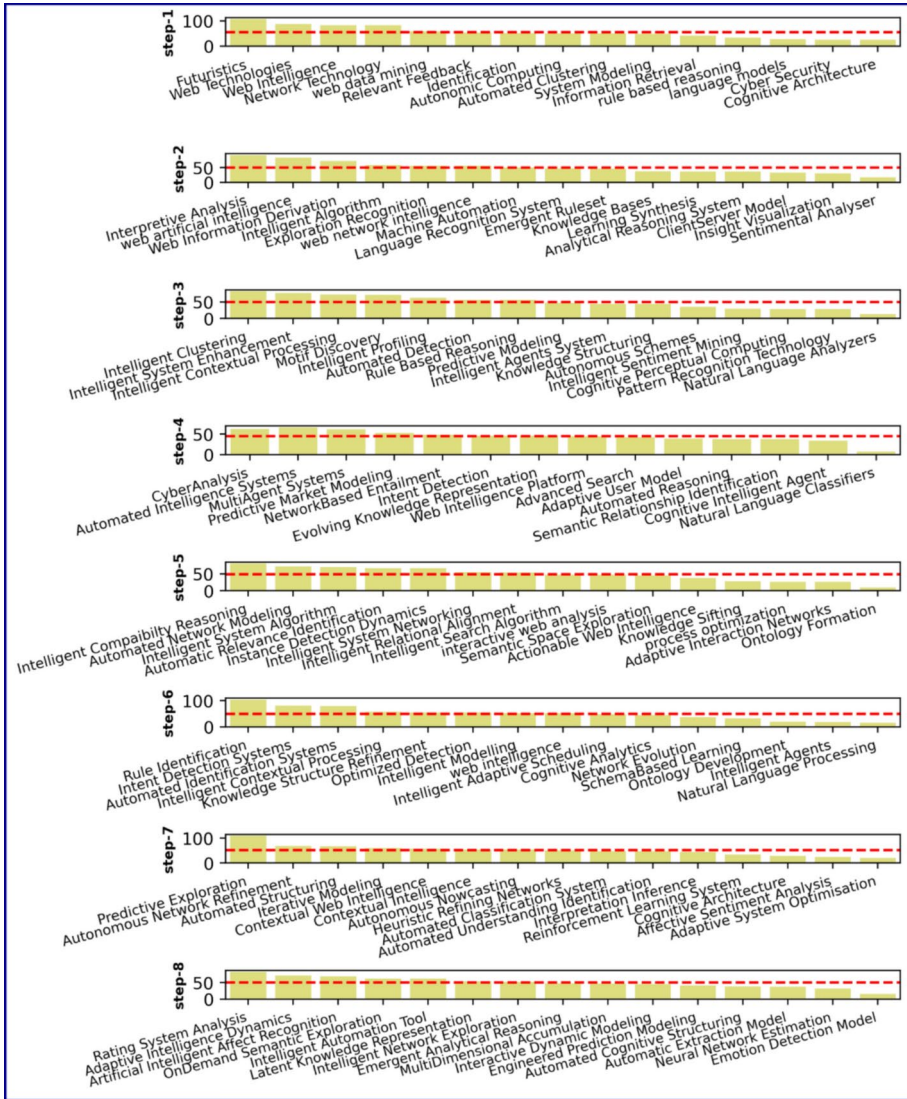 step-1
100
0
Futuristics
Web Technologies
Web Intelligence
Network Technology
web data mining
Relevant Feedback
Identification
Autonomic Computing
Automated Clustering
System Modeling
Information Retrieval
rule based reasoning
language models
Cyber Security
Cognitive Architecture
step-2
50
0
Interpretive Analysis
web artificial intelligence
Web Information Derivation
Intelligent Algorithm
Exploration Recognition
web network intelligence
Machine Automation
Language Recognition System
Emergent Ruleset
Knowledge Bases
Learning Synthesis
Analytical Reasoning System
ClientServer Model
Insight Visualization
Sentimental Analyser
step-3
50
0
Intelligent Clustering
Intelligent System Enhancement
Intelligent Contextual Processing
Motif Discovery
Intelligent Profiling
Automated Detection
Rule Based Reasoning
Predictive Modeling
Intelligent Agents System
Knowledge Structuring
Autonomous Schemes
Intelligent Sentiment Mining
Cognitive Perceptual Computing
Pattern Recognition Technology
Natural Language Analyzers
step-4
50
0
CyberAnalysis
Automated Intelligence Systems
MultiAgent Systems
Predictive Market Modeling
NetworkBased Entailment
Intent Detection
Evolving Knowledge Representation
Web Intelligence Platform
Advanced Search
Adaptive User Model
Automated Reasoning
Semantic Relationship Identification
Cognitive Intelligent Agent
Natural Language Classifiers
step-5
50
0
Intelligent Compaibilty Reasoning
Automated Network Modeling
Intelligent System Algorithm
Automatic Relevance Identification
Instance Detection Dynamics
Intelligent System Networking
Intelligent Relational Alignment
Intelligent Search Algorithm
interactive web analysis
Semantic Space Exploration
Actionable Web Intelligence
Knowledge Sifting
process optimization
Adaptive Interaction Networks
Ontology Formation
step-6
100
0
Rule Identification
Intent Detection Systems
Automated Identification Systems
Intelligent Contextual Processing
Knowledge Structure Refinement
Optimized Detection
Intelligent Modelling
web intelligence
Intelligent Adaptive Scheduling
Cognitive Analytics
Network Evolution
SchemaBased Learning
Ontology Development
Intelligent Agents
Natural Language Processing
step-7
100
0
Predictive Exploration
Autonomous Network Refinement
Automated Structuring
Iterative Modeling
Contextual Web Intelligence
Contextual Intelligence
Autonomous Nowcasting
Heuristic Refining Networks
Automated Classification System
Automated Understanding Identification
Interpretation Inference
Reinforcement Learning System
Cognitive Architecture
Affective Sentiment Analysis
Adaptive System Optimisation
step-8
50
0
Rating System Analysis
Adaptive Intelligence Dynamics
Artificial Intelligent Affect Recognition
OnDemand Semantic Exploration
Intelligent Automation Tool
Latent Knowledge Representation
Intelligent Network Exploration
Emergent Analytical Reasoning
MultiDimensional Accumulation
Interactive Dynamic Modeling
Engineered Prediction Modeling
Automated Cognitive Structuring
Automatic Extraction Model
Neural Network Estimation
Emotion Detection Model